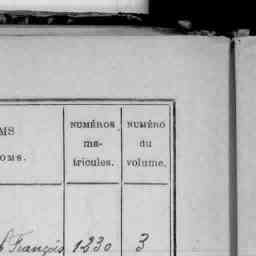 MS
OMS.
NUMÉROS
ma-
tricules.
NUMÉRO
du
volume.
François 1230 3